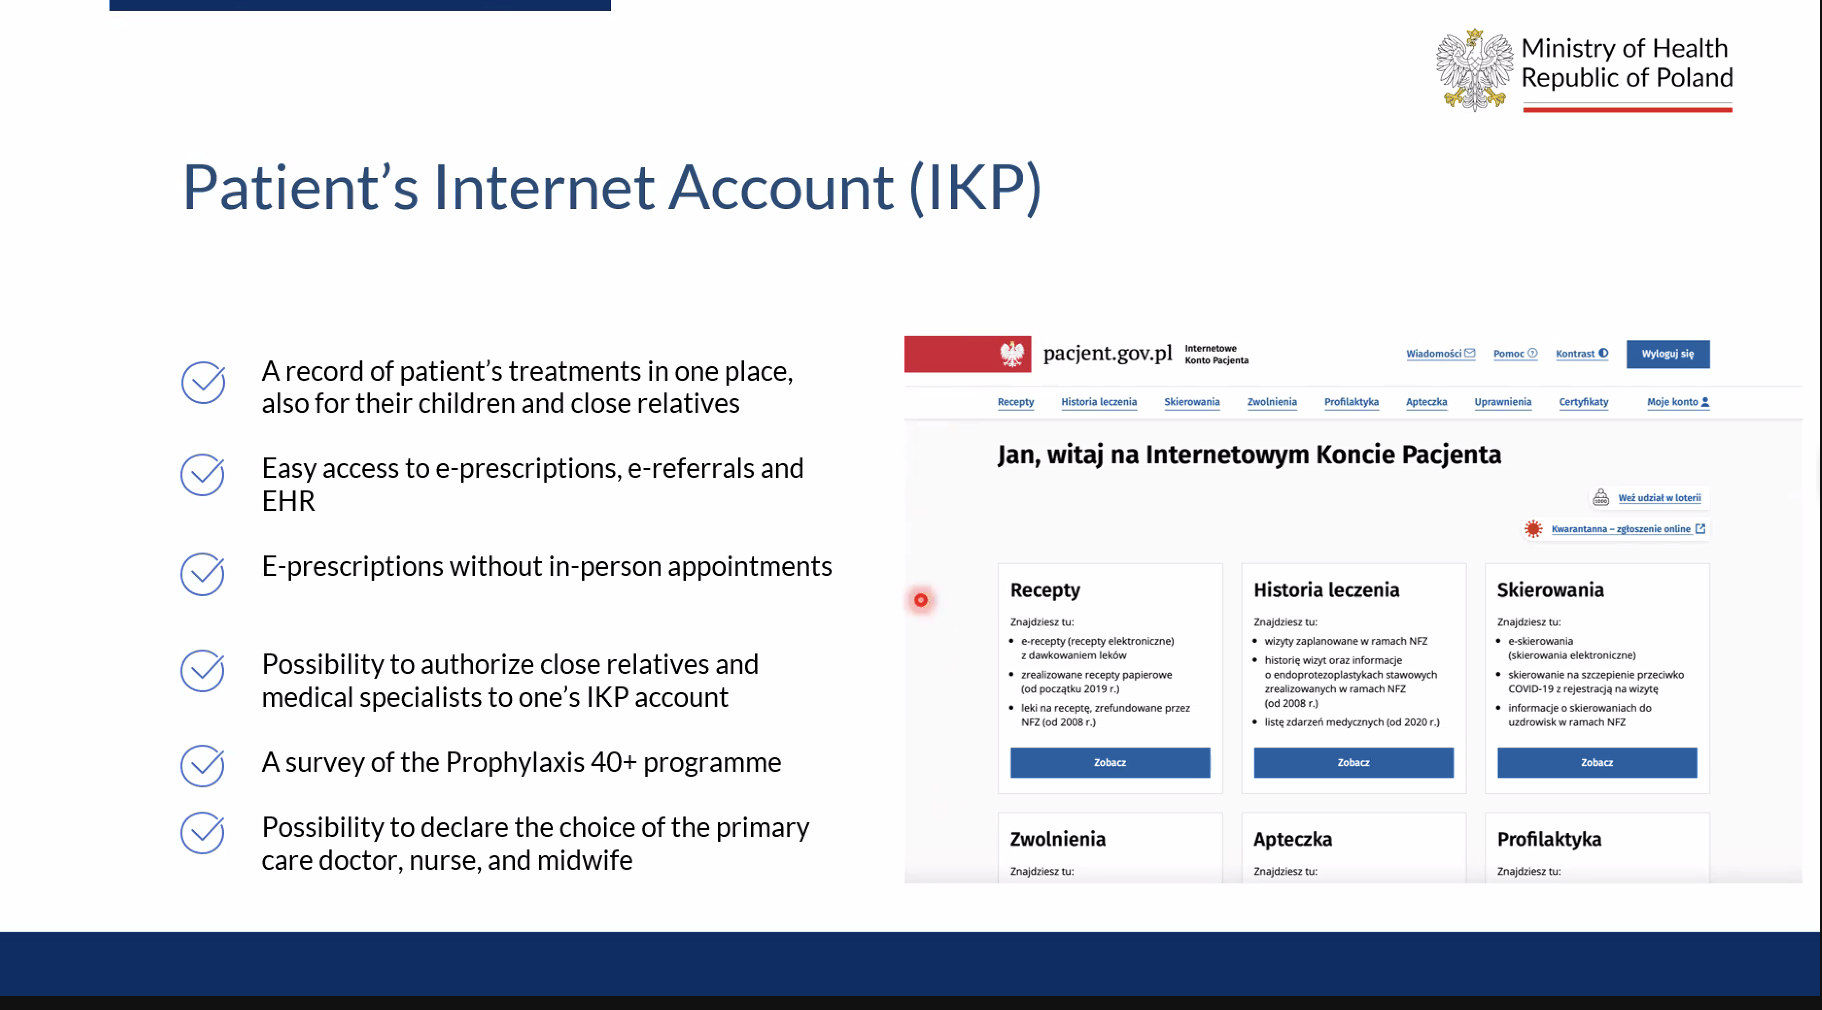 Ministry of Health
Republic of Poland
Patient’s Internet Account (IKP)
A record of patient’s treatments in one place,
also for their children and close relatives
Easy access to e-prescriptions, e-referrals and
EHR
E-prescriptions without in-person appointments
Possibility to authorize close relatives and
medical specialists to one’s IKP account
A survey of the Prophylaxis 40+ programme
Possibility to declare the choice of the primary
care doctor, nurse, and midwife
pacjent.gov.pl
Internetowe
Konto Pacjenta
Wiadomości
Pomoc
Kontrast
Wyloguj się
Recepty Historia leczenia Skierowania Zwolnienia Profilaktyka Apteczka Uprawnienia Certyfikaty Moje konto
Jan, witaj na Internetowym Koncie Pacjenta
Weź udział w loterii
Kwarantanna – zgłoszenie online
Recepty
Znajdziesz tu:
e-recepty (recepty elektroniczne)
z dawkowaniem leków
zrealizowane recepty papierowe
(od początku 2019 r.)
leki na receptę, zrefundowane przez
NFZ (od 2008 r.)
Zobacz
Historia leczenia
Znajdziesz tu:
wizyty zaplanowane w ramach NFZ
historię wizyt oraz informacje
o endoprotezoplastykach stawowych
zrealizowanych w ramach NFZ
(od 2008 r.)
listę zdarzeń medycznych (od 2020 r.)
Zobacz
Skierowania
Znajdziesz tu:
e-skierowania
(skierowania elektroniczne)
skierowanie na szczepienie przeciwko
COVID-19 z rejestracją na wizytę
informacje o skierowaniach do
uzdrowisk w ramach NFZ
Zobacz
Zwolnienia
Znajdziesz tu:
Apteczka
Znajdziesz tu:
Profilaktyka
Znajdziesz tu: